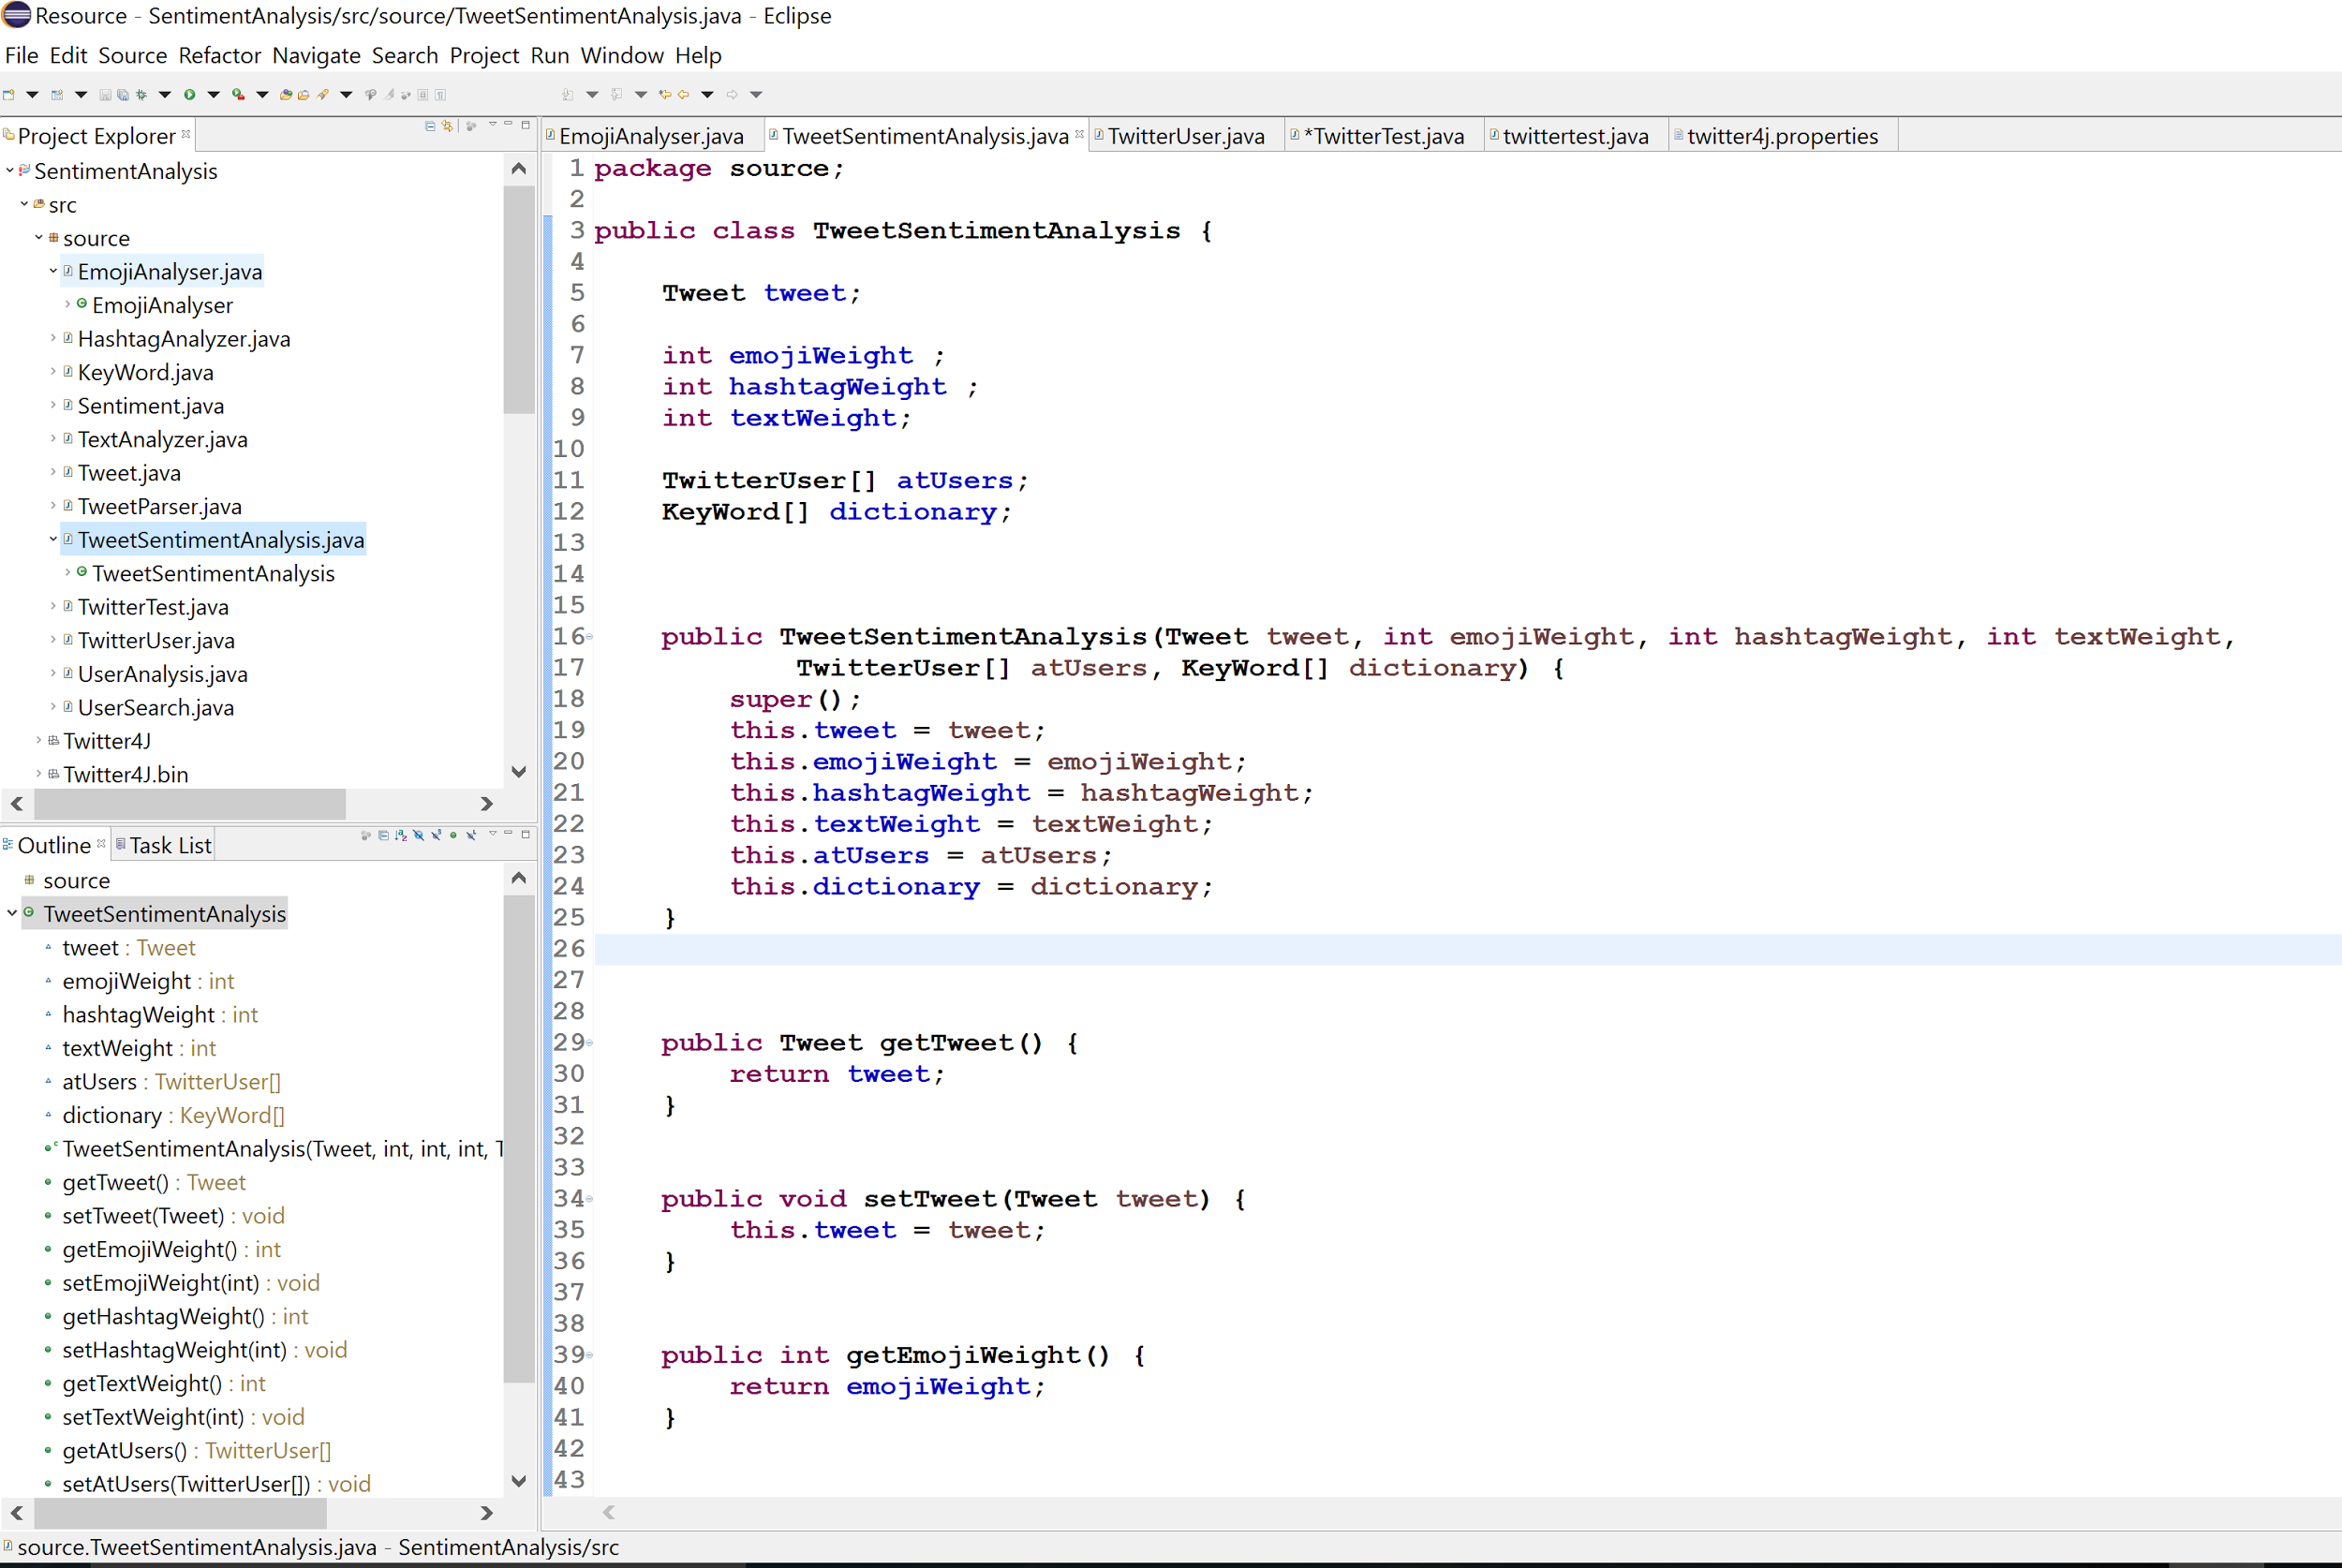 Resource - SentimentAnalysis/src/source/TweetSentimentAnalysis.java - Eclipse
File Edit Source Refactor Navigate Search Project Run Window Help
Project Explorer
SentimentAnalysis
src
source
EmojiAnalyser.java
EmojiAnalyser
HashtagAnalyzer.java
KeyWord.java
Sentiment.java
TextAnalyzer.java
Tweet.java
TweetParser.java
TweetSentimentAnalysis.java
TweetSentimentAnalysis
TwitterTest.java
TwitterUser.java
UserAnalysis.java
UserSearch.java
Twitter4J
Twitter4J.bin
Outline Task List
source
TweetSentimentAnalysis
tweet : Tweet
emojiWeight : int
hashtagWeight : int
textWeight : int
atUsers : TwitterUser[]
dictionary : KeyWord[]
TweetSentimentAnalysis(Tweet, int, int, int, T
getTweet() : Tweet
setTweet(Tweet) : void
getEmojiWeight() : int
setEmojiWeight(int) : void
getHashtagWeight() : int
setHashtagWeight(int) : void
getTextWeight() : int
setTextWeight(int) : void
getAtUsers() : TwitterUser[]
setAtUsers(TwitterUser[]) : void
EmojiAnalyser.java TweetSentimentAnalysis.java TwitterUser.java *TwitterTest.java twittertest.java twitter4j.properties
1 package source;
2
3 public class TweetSentimentAnalysis {
4
5 Tweet tweet;
6
7 int emojiWeight ;
8 int hashtagWeight ;
9 int textWeight;
10
11 TwitterUser[] atUsers;
12 KeyWord[] dictionary;
13
14
15
16 public TweetSentimentAnalysis(Tweet tweet, int emojiWeight, int hashtagWeight, int textWeight,
17 TwitterUser[] atUsers, KeyWord[] dictionary) {
18 super();
19 this.tweet = tweet;
20 this.emojiWeight = emojiWeight;
21 this.hashtagWeight = hashtagWeight;
22 this.textWeight = textWeight;
23 this.atUsers = atUsers;
24 this.dictionary = dictionary;
25 }
26
27
28
29 public Tweet getTweet() {
30 return tweet;
31 }
32
33
34 public void setTweet(Tweet tweet) {
35 this.tweet = tweet;
36 }
37
38
39 public int getEmojiWeight() {
40 return emojiWeight;
41 }
42
43
source.TweetSentimentAnalysis.java - SentimentAnalysis/src